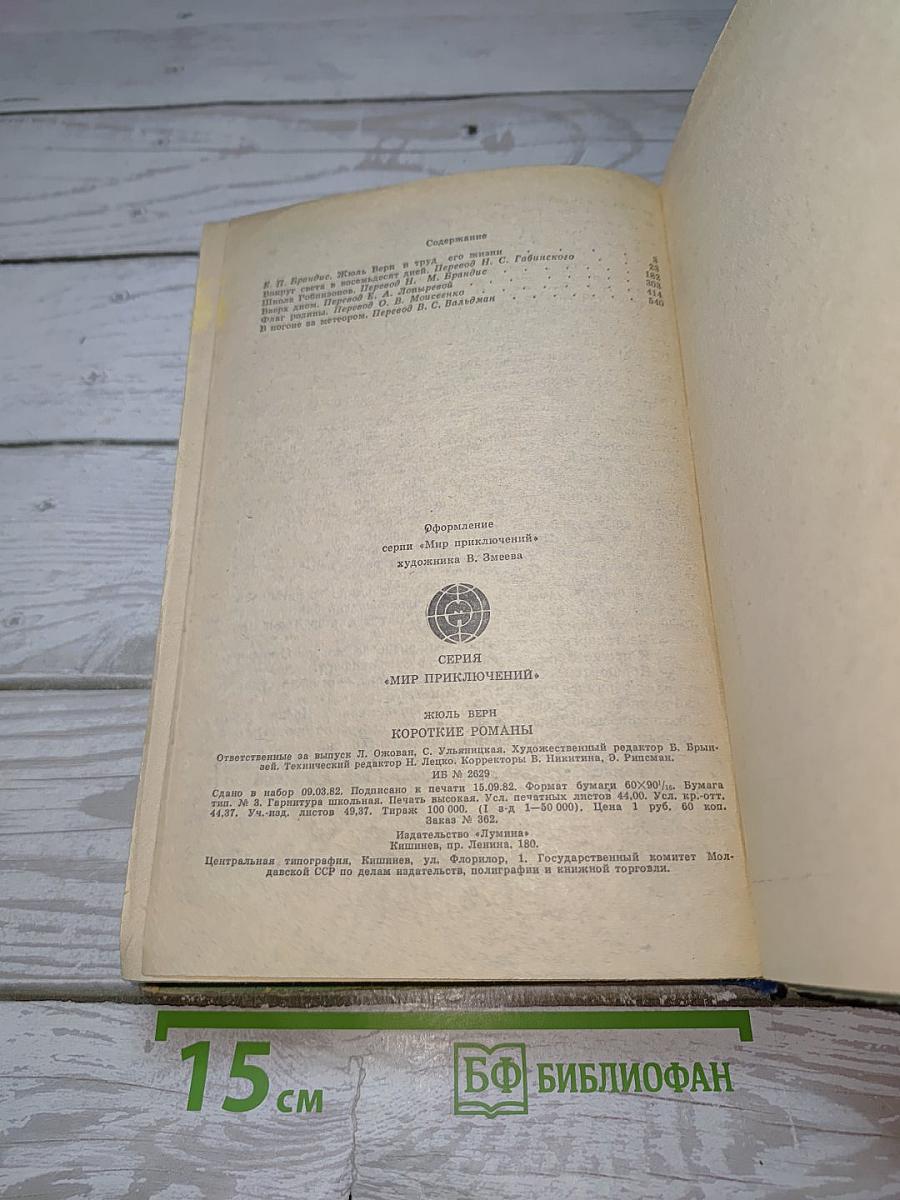 Содержание
Е. П. Брандис. Жюль Верн и труд его жизни . . . . . 3
Вокруг света в восемьдесят дней. Перевод Н. С. Габинского 23
Школа Робинзонов. Перевод Н. М. Брандис . . . . 182
Вверх дном. Перевод Е. А. Лопыревой . . . . . 303
Флаг родины. Перевод О. В. Моисеенко . . . . . 414
В погоне за метеором. Перевод В. С. Вальдман . . . . 540
Оформление
серии «Мир приключений»
художника В. Змеева
СЕРИЯ
«МИР ПРИКЛЮЧЕНИЙ»
ЖЮЛЬ ВЕРН
КОРОТКИЕ РОМАНЫ
Ответственные за выпуск Л. Ожован, С. Ульяницкая. Художественный редактор В. Брын-
зей. Технический редактор Н. Лецко. Корректоры В. Никитина, Э. Рипсман.
ИБ № 2629
Сдано в набор 09.03.82. Подписано к печати 15.09.82. Формат бумаги 60×90¹/₁₆. Бумага
тип. № 3. Гарнитура школьная. Печать высокая. Усл. печатных листов 44,00. Усл. кр.-отт.
44,37. Уч.-изд. листов 49,37. Тираж 100 000. (I з-д 1—50 000). Цена 1 руб. 60 коп.
Заказ № 362.
Издательство «Лумина»
Кишинев, пр. Ленина, 180.
Центральная типография, Кишинев, ул. Флорилор, 1. Государственный комитет Мол-
давской ССР по делам издательств, полиграфии и книжной торговли.
15 см
БФ БИБЛИОФАН